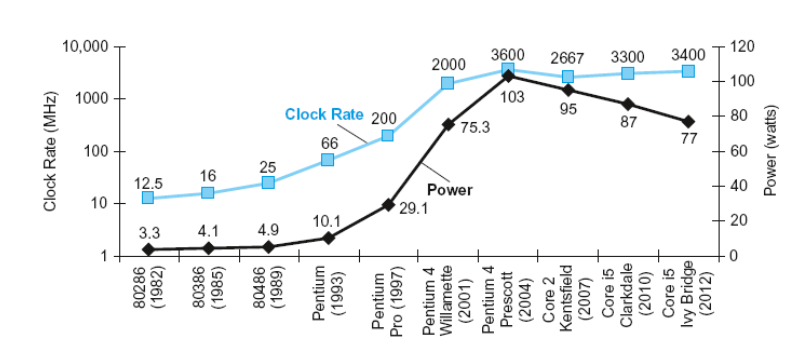 10,000
1000
100
10
1
Clock Rate (MHz)
120
100
80
60
40
20
0
Power (watts)
12.5
16
25
66
200
2000
3600
2667
3300
3400
Clock Rate
3.3
4.1
4.9
10.1
29.1
75.3
103
95
87
77
Power
80286
(1982)
80386
(1985)
80486
(1989)
Pentium
(1993)
Pentium
Pro (1997)
Pentium 4
Willamette
(2001)
Pentium 4
Prescott
(2004)
Core 2
Kentsfield
(2007)
Core i5
Clarkdale
(2010)
Core i5
Ivy Bridge
(2012)